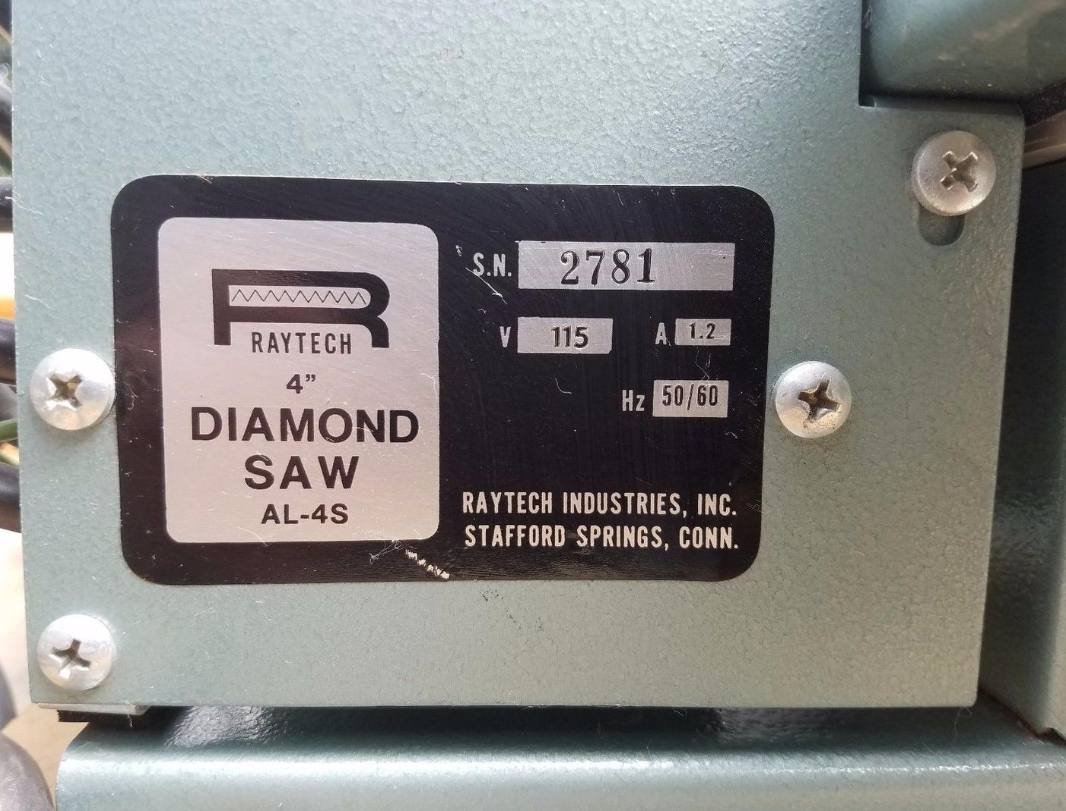 RAYTECH
4”
DIAMOND
SAW
AL-4S
S.N. 2781
V 115 A 1.2
Hz 50/60
RAYTECH INDUSTRIES, INC.
STAFFORD SPRINGS, CONN.